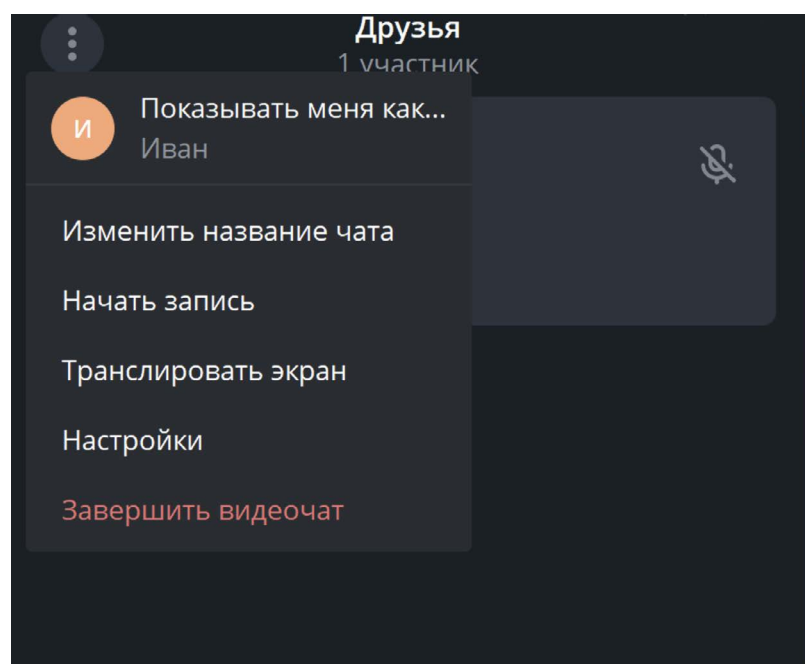 Друзья
1 участник
И
Показывать меня как...
Иван
Изменить название чата
Начать запись
Транслировать экран
Настройки
Завершить видеочат